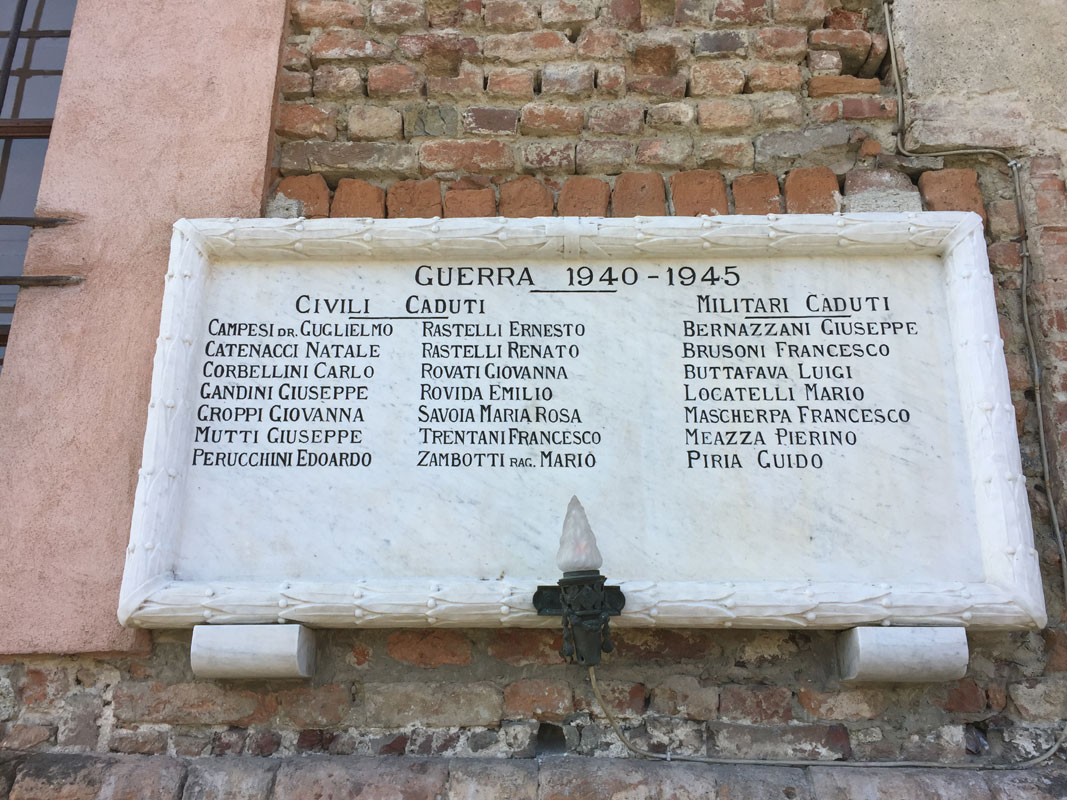 GUERRA 1940-1945
CIVILI CADUTI
CAMPESI DR. GUGLIELMO
CATENACCI NATALE
CORBELLINI CARLO
GANDINI GIUSEPPE
GROPPI GIOVANNA
MUTTI GIUSEPPE
PERUCCHINI EDOARDO
RASTELLI ERNESTO
RASTELLI RENATO
ROVATI GIOVANNA
ROVIDA EMILIO
SAVOIA MARIA ROSA
TRENTANI FRANCESCO
ZAMBOTTI RAG. MARIO
MILITARI CADUTI
BERNAZZANI GIUSEPPE
BRUSONI FRANCESCO
BUTTAFAVA LUIGI
LOCATELLI MARIO
MASCHERPA FRANCESCO
MEAZZA PIERINO
PIRIA GUIDO